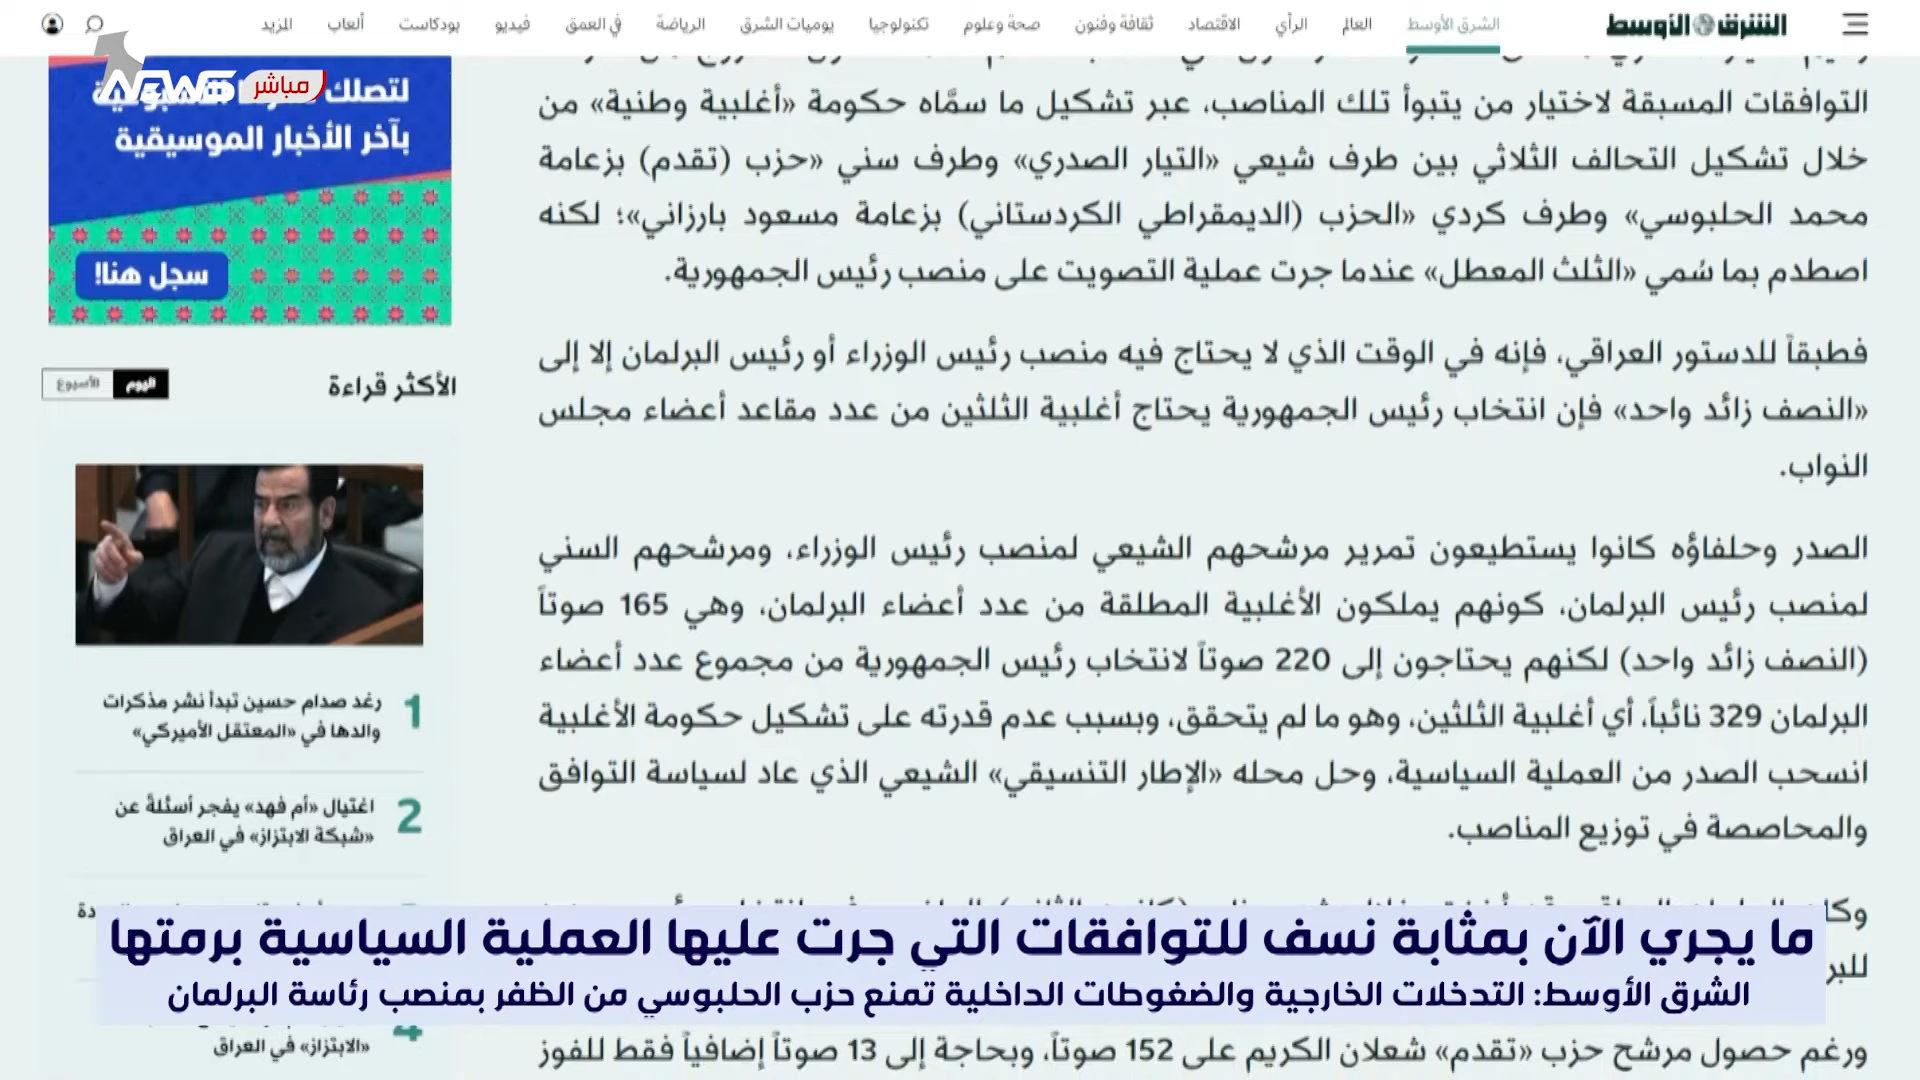 الشرق الأوسط
الشرق الأوسط
العالم
الرأي
الاقتصاد
ثقافة وفنون
صحة وعلوم
تكنولوجيا
يوميات الشرق
الرياضة
في العمق
فيديو
بودكاست
ألعاب
المزيد
NEWS
مباشر
التوافقات المسبقة لاختيار من يتبوأ تلك المناصب، عبر تشكيل ما سمَّاه حكومة «أغلبية وطنية» من
خلال تشكيل التحالف الثلاثي بين طرف شيعي «التيار الصدري» وطرف سني «حزب (تقدم) بزعامة
محمد الحلبوسي» وطرف كردي «الحزب (الديمقراطي الكردستاني) بزعامة مسعود بارزاني»؛ لكنه
اصطدم بما سُمي «الثلث المعطل» عندما جرت عملية التصويت على منصب رئيس الجمهورية.
فطبقاً للدستور العراقي، فإنه في الوقت الذي لا يحتاج فيه منصب رئيس الوزراء أو رئيس البرلمان إلا إلى
«النصف زائد واحد» فإن انتخاب رئيس الجمهورية يحتاج أغلبية الثلثين من عدد مقاعد أعضاء مجلس
النواب.
الصدر وحلفاؤه كانوا يستطيعون تمرير مرشحهم الشيعي لمنصب رئيس الوزراء، ومرشحهم السني
لمنصب رئيس البرلمان، كونهم يملكون الأغلبية المطلقة من عدد أعضاء البرلمان، وهي 165 صوتاً
(النصف زائد واحد) لكنهم يحتاجون إلى 220 صوتاً لانتخاب رئيس الجمهورية من مجموع عدد أعضاء
البرلمان 329 نائباً، أي أغلبية الثلثين، وهو ما لم يتحقق، وبسبب عدم قدرته على تشكيل حكومة الأغلبية
انسحب الصدر من العملية السياسية، وحل محله «الإطار التنسيقي» الشيعي الذي عاد لسياسة التوافق
والمحاصصة في توزيع المناصب.
ورغم حصول مرشح حزب «تقدم» شعلان الكريم على 152 صوتاً، وبحاجة إلى 13 صوتاً إضافياً فقط للفوز
لتصلك
بآخر الأخبار الموسيقية
سجل هنا!
الأكثر قراءة
اليوم
الأسبوع
1
رغد صدام حسين تبدأ نشر مذكرات
والدها في «المعتقل الأميركي»
2
اغتيال «أم فهد» يفجر أسئلةً عن
«شبكة الابتزاز» في العراق
4
«الابتزاز» في العراق
ما يجري الآن بمثابة نسف للتوافقات التي جرت عليها العملية السياسية برمتها
الشرق الأوسط: التدخلات الخارجية والضغوطات الداخلية تمنع حزب الحلبوسي من الظفر بمنصب رئاسة البرلمان